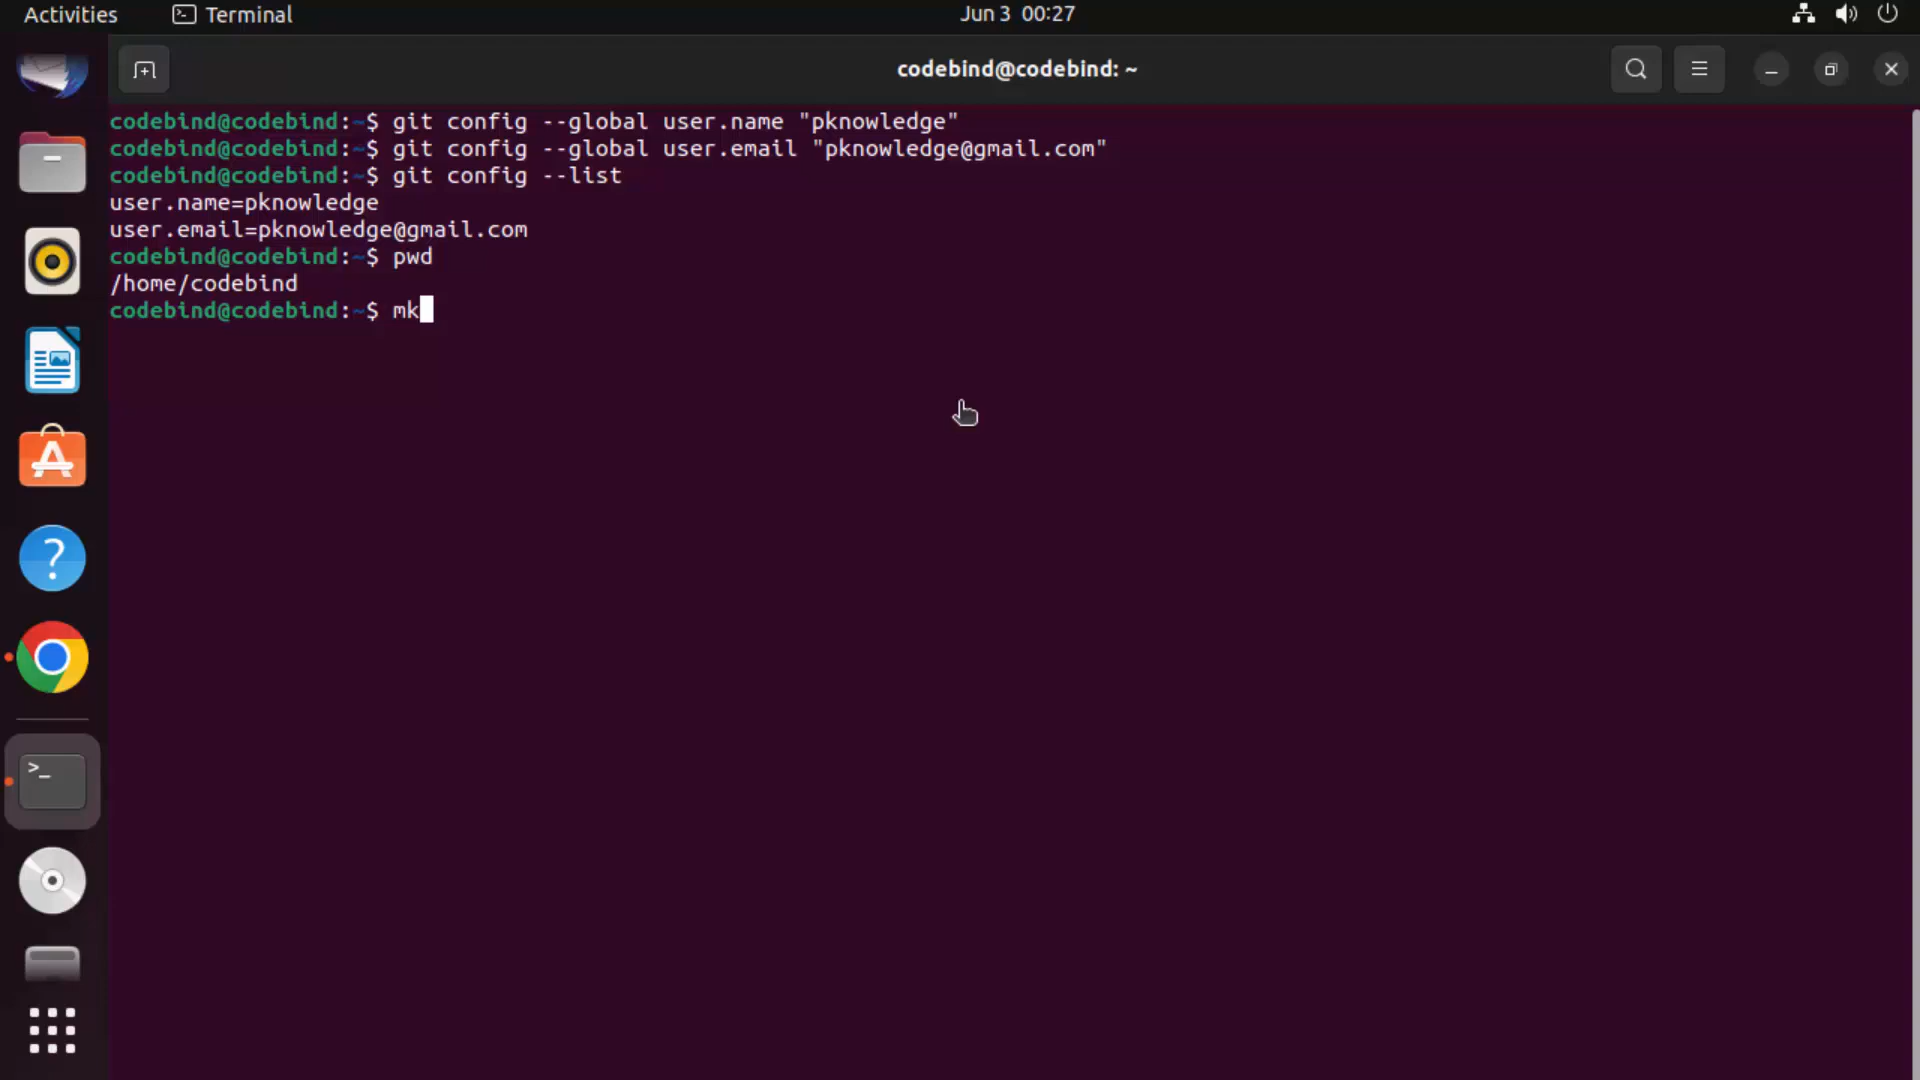 Activities Terminal Jun 3 00:27
codebind@codebind: ~
codebind@codebind:~$ git config --global user.name "pknowledge"
codebind@codebind:~$ git config --global user.email "pknowledge@gmail.com"
codebind@codebind:~$ git config --list
user.name=pknowledge
user.email=pknowledge@gmail.com
codebind@codebind:~$ pwd
/home/codebind
codebind@codebind:~$ mk